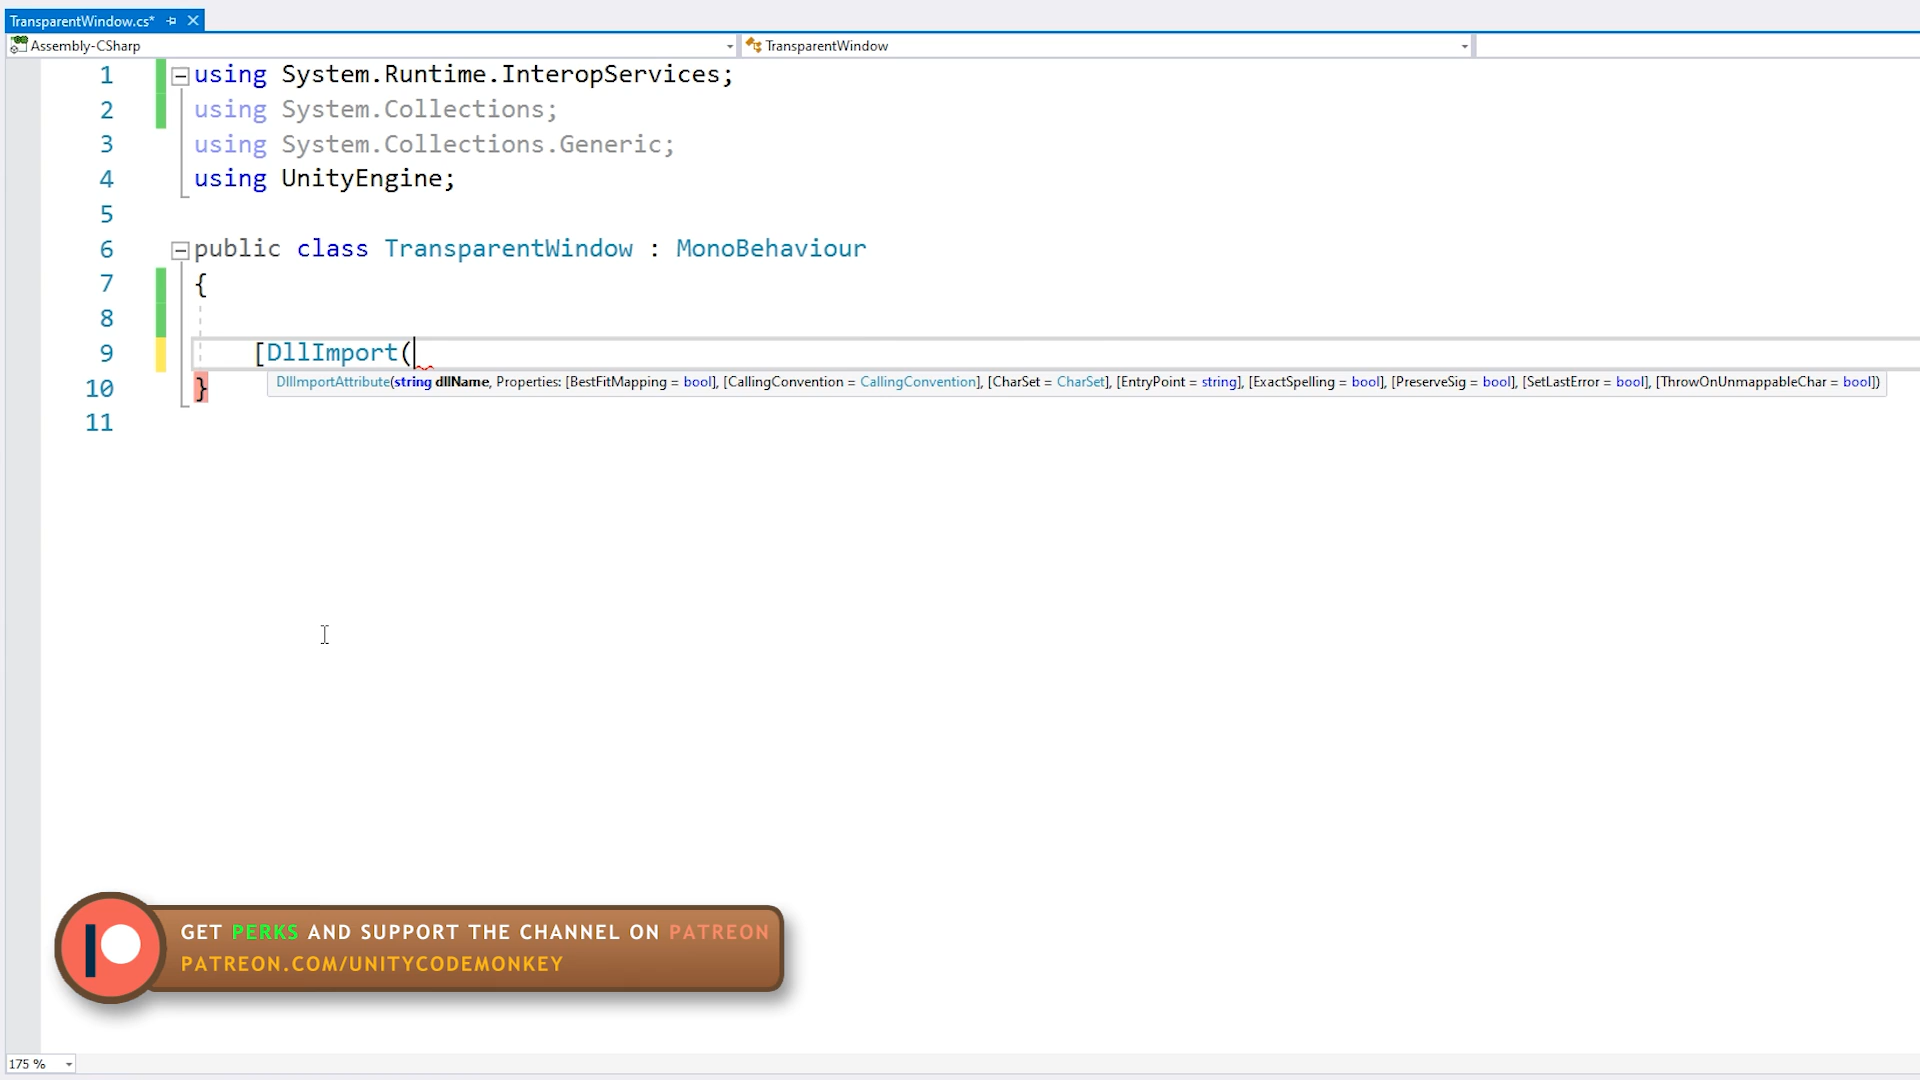 TransparentWindow.cs*
Assembly-CSharp
TransparentWindow
1 using System.Runtime.InteropServices;
2 using System.Collections;
3 using System.Collections.Generic;
4 using UnityEngine;
5
6 public class TransparentWindow : MonoBehaviour
7 {
8
9 [DllImport(
DllImportAttribute(string dllName, Properties: [BestFitMapping = bool], [CallingConvention = CallingConvention], [CharSet = CharSet], [EntryPoint = string], [ExactSpelling = bool], [PreserveSig = bool], [SetLastError = bool], [ThrowOnUnmappableChar = bool])
10 }
11
GET PERKS AND SUPPORT THE CHANNEL ON PATREON
PATREON.COM/UNITYCODEMONKEY
175 %